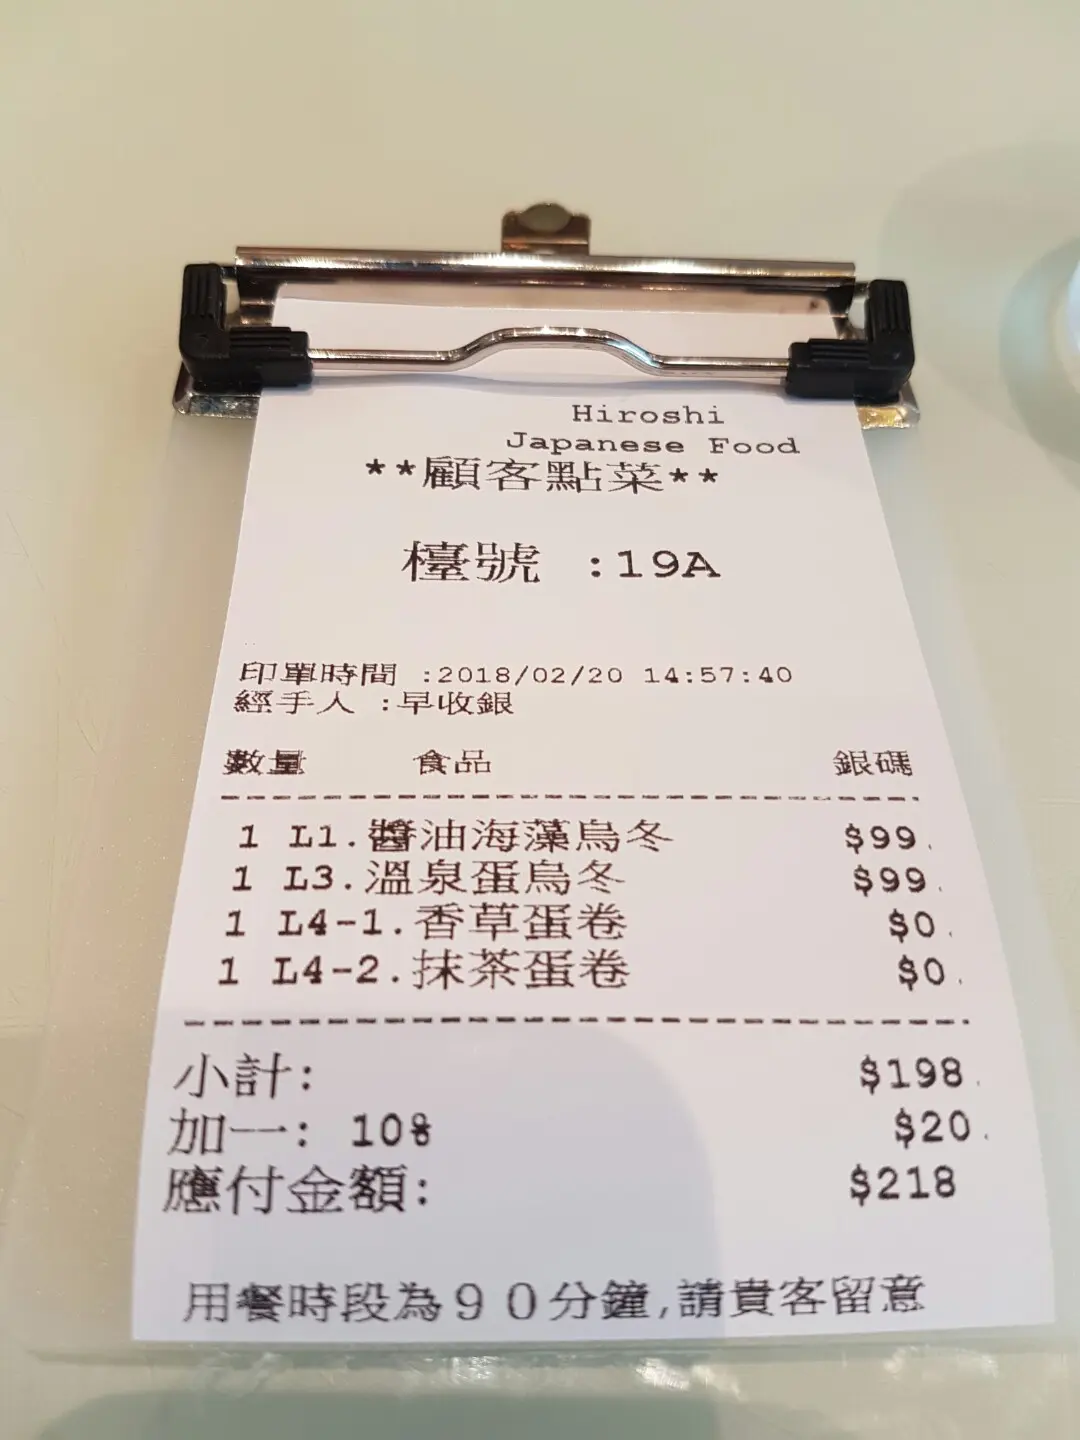 Hiroshi
Japanese Food
**顧客點菜**
檯號 :19A
印單時間 :2018/02/20 14:57:40
經手人 :早收銀
數量 食品 銀碼
1 L1.醬油海藻烏冬 $99.
1 L3.溫泉蛋烏冬 $99.
1 L4-1.香草蛋卷 $0.
1 L4-2.抹茶蛋卷 $0.
小計: $198.
加一: 10% $20.
應付金額: $218
用餐時段為９０分鐘,請貴客留意